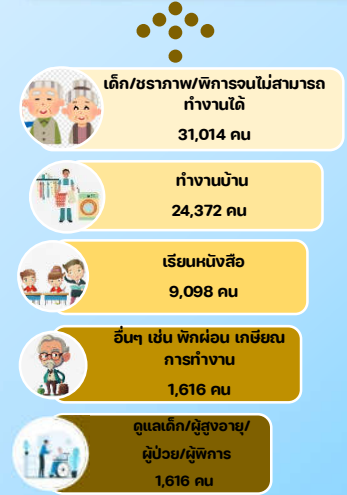 เด็ก/ชราภาพ/พิการจนไม่สามารถ
ทำงานได้
31,014 คน
ทำงานบ้าน
24,372 คน
เรียนหนังสือ
9,098 คน
อื่นๆ เช่น พักผ่อน เกษียณ
การทำงาน
1,616 คน
ดูแลเด็ก/ผู้สูงอายุ/
ผู้ป่วย/ผู้พิการ
1,616 คน